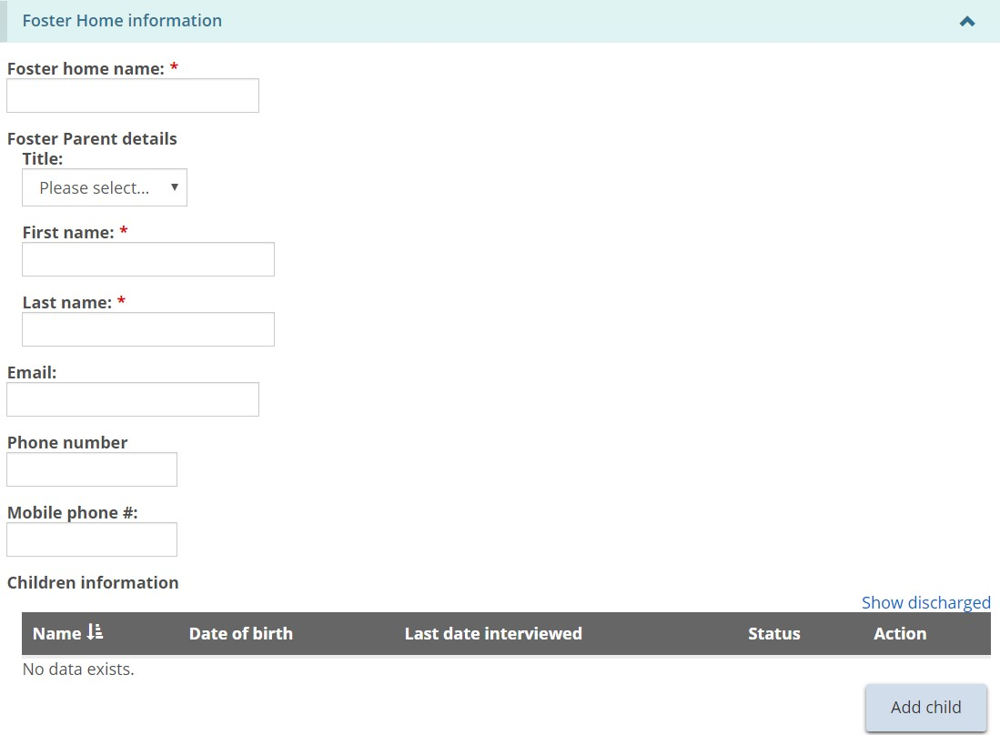 Foster Home information
Foster home name: *
Foster Parent details
Title:
Please select...
First name: *
Last name: *
Email:
Phone number
Mobile phone #:
Children information
Show discharged
Name Date of birth Last date interviewed Status Action
No data exists.
Add child